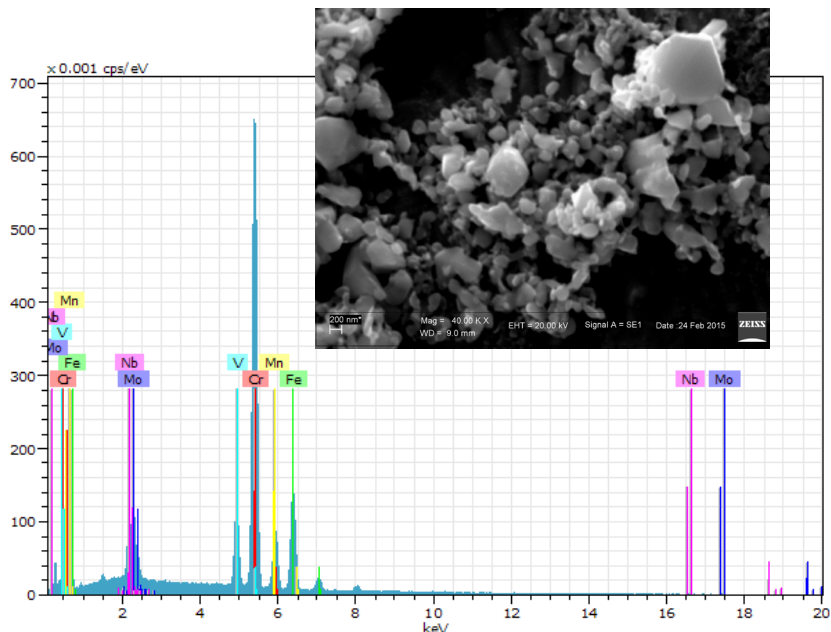 x 0.001 cps/eV
700
600
500
400
300
200
100
0
Mn
Nb
V
Mo
Fe
Cr
Nb
Mo
V
Cr
Mn
Fe
Nb
Mo
2 4 6 8 10 12 14 16 18 20
keV
200 nm*
Mag = 40.00 K X
WD = 9.0 mm
EHT = 20.00 kV
Signal A = SE1
Date :24 Feb 2015
ZEISS